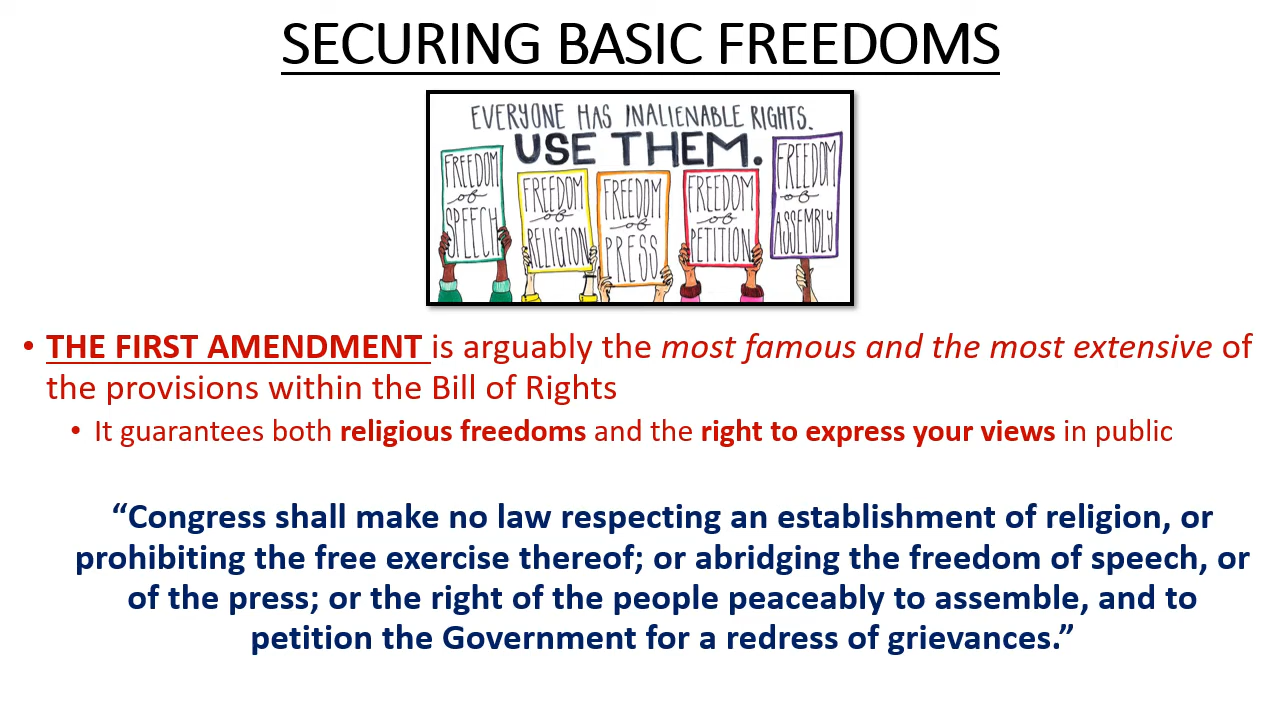 SECURING BASIC FREEDOMS
EVERYONE HAS INALIENABLE RIGHTS.
USE THEM.
FREEDOM
of
SPEECH
FREEDOM
of
RELIGION
FREEDOM
of
PRESS
FREEDOM
of
PETITION
FREEDOM
of
ASSEMBLY
• THE FIRST AMENDMENT is arguably the most famous and the most extensive of
the provisions within the Bill of Rights
• It guarantees both religious freedoms and the right to express your views in public
“Congress shall make no law respecting an establishment of religion, or
prohibiting the free exercise thereof; or abridging the freedom of speech, or
of the press; or the right of the people peaceably to assemble, and to
petition the Government for a redress of grievances.”